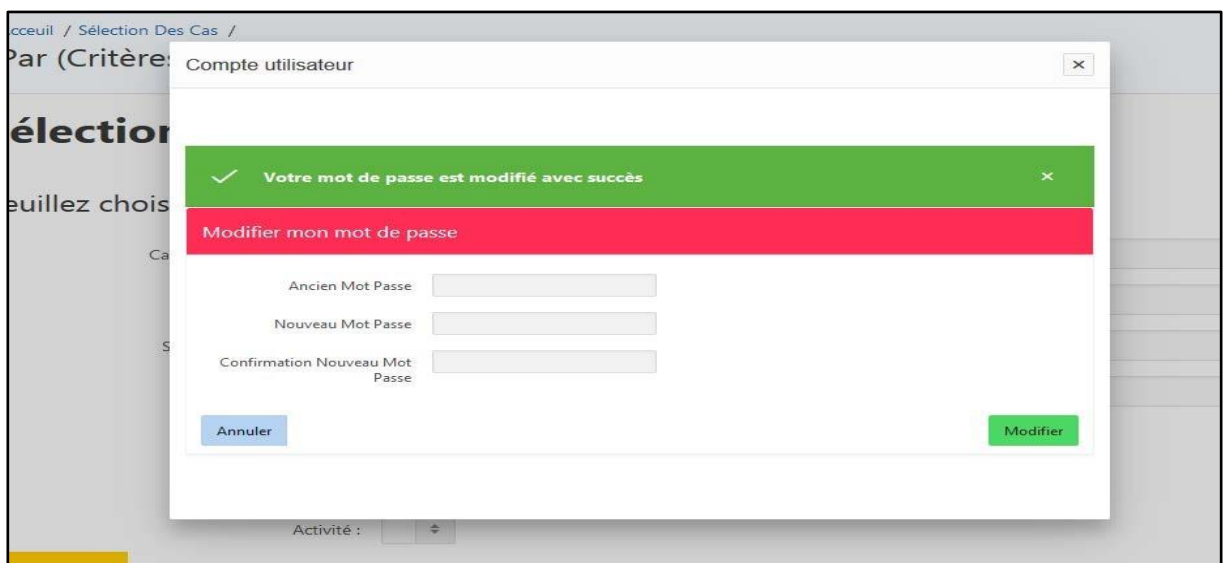 cceuil / Sélection Des Cas /
Par (Critère
Compte utilisateur
élection
Votre mot de passe est modifié avec succès
euillez chois
Modifier mon mot de passe
Ca
Ancien Mot Passe
Nouveau Mot Passe
S
Confirmation Nouveau Mot
Passe
Annuler
Modifier
Activité :